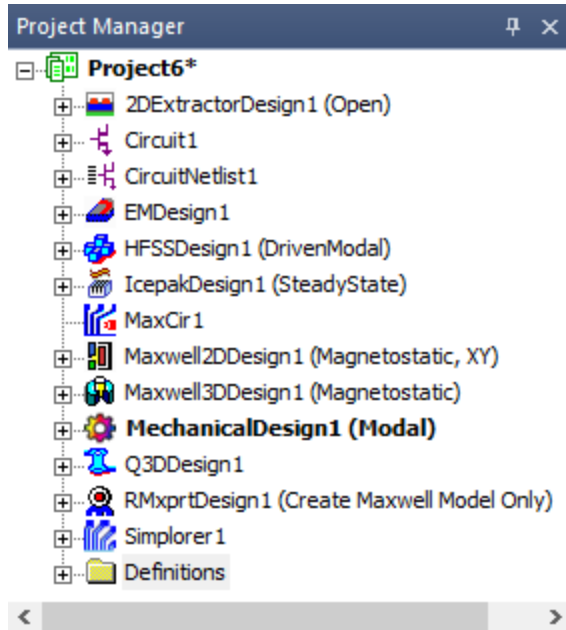 Project Manager
Project6*
2DExtractorDesign1 (Open)
Circuit1
CircuitNetlist1
EMDesign1
HFSSDesign1 (DrivenModal)
IcepakDesign1 (SteadyState)
MaxCir1
Maxwell2DDesign1 (Magnetostatic, XY)
Maxwell3DDesign1 (Magnetostatic)
MechanicalDesign1 (Modal)
Q3DDesign1
RMxprtDesign1 (Create Maxwell Model Only)
Simplorer1
Definitions